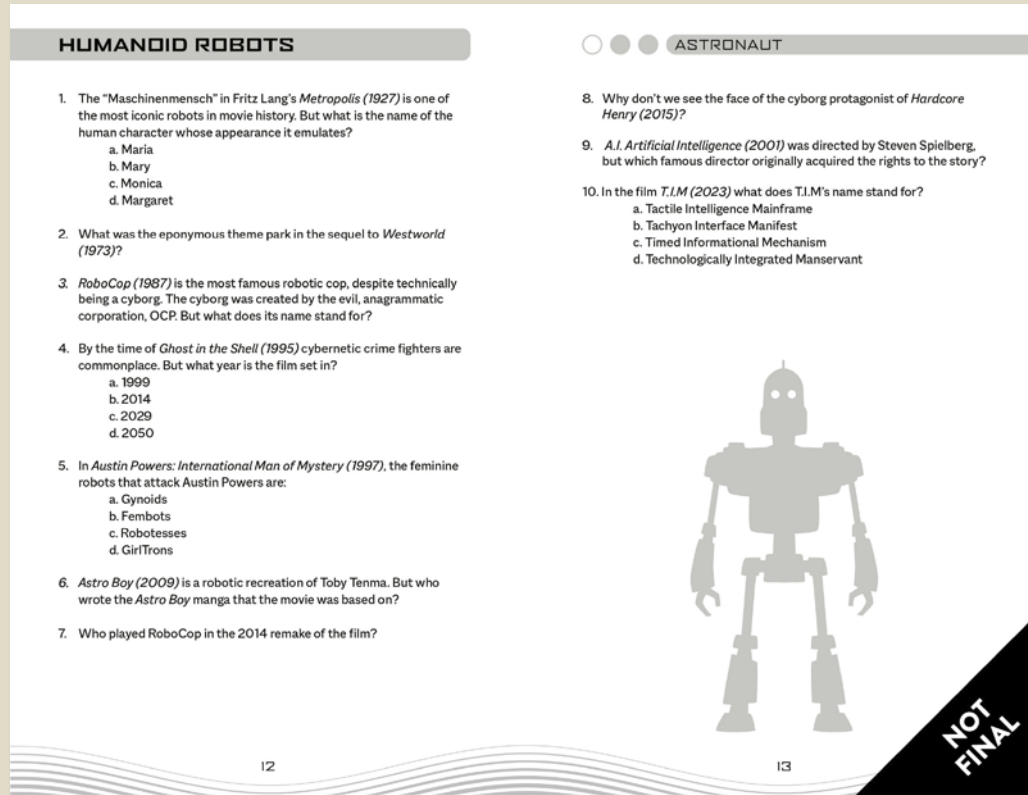 HUMANOID ROBOTS
1. The “Maschinenmensch” in Fritz Lang’s Metropolis (1927) is one of
the most iconic robots in movie history. But what is the name of the
human character whose appearance it emulates?
a. Maria
b. Mary
c. Monica
d. Margaret
2. What was the eponymous theme park in the sequel to Westworld
(1973)?
3. RoboCop (1987) is the most famous robotic cop, despite technically
being a cyborg. The cyborg was created by the evil, anagrammatic
corporation, OCP. But what does its name stand for?
4. By the time of Ghost in the Shell (1995) cybernetic crime fighters are
commonplace. But what year is the film set in?
a. 1999
b. 2014
c. 2029
d. 2050
5. In Austin Powers: International Man of Mystery (1997), the feminine
robots that attack Austin Powers are:
a. Gynoids
b. Fembots
c. Robotesses
d. GirlTrons
6. Astro Boy (2009) is a robotic recreation of Toby Tenma. But who
wrote the Astro Boy manga that the movie was based on?
7. Who played RoboCop in the 2014 remake of the film?
12
ASTRONAUT
8. Why don’t we see the face of the cyborg protagonist of Hardcore
Henry (2015)?
9. A.I. Artificial Intelligence (2001) was directed by Steven Spielberg,
but which famous director originally acquired the rights to the story?
10. In the film T.I.M (2023) what does T.I.M’s name stand for?
a. Tactile Intelligence Mainframe
b. Tachyon Interface Manifest
c. Timed Informational Mechanism
d. Technologically Integrated Manservant
13
NOT
FINAL